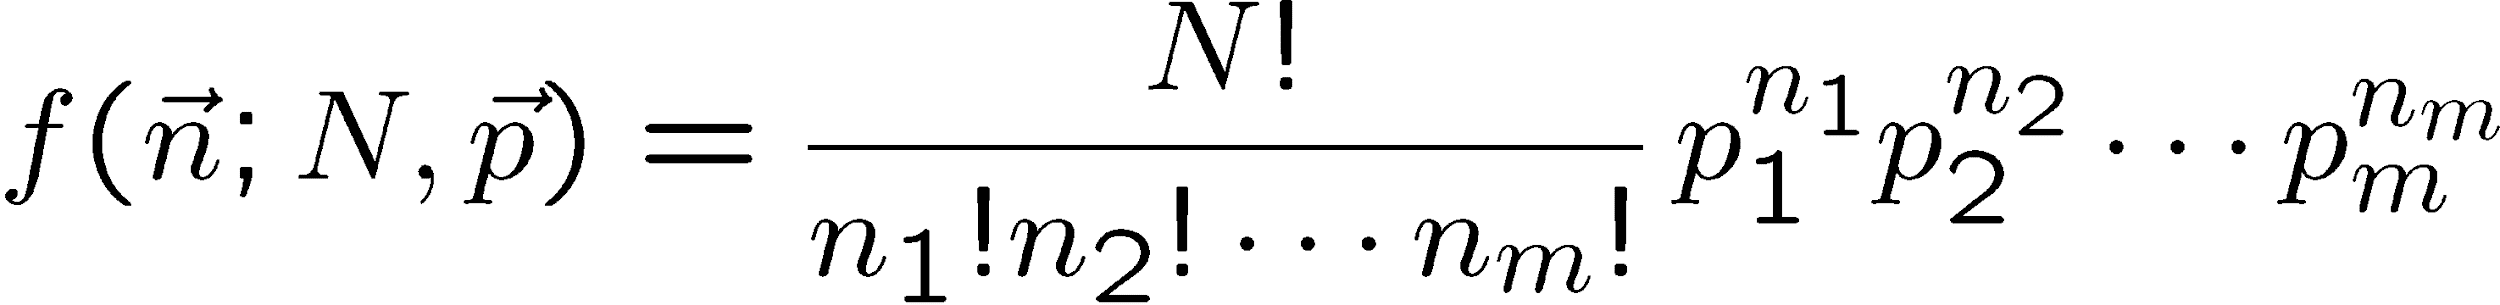 f(\vec{n}; N, \vec{p}) = \frac{N!}{n_1! n_2! \cdots n_m!} p_1^{n_1} p_2^{n_2} \cdots p_m^{n_m}